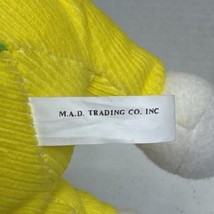 M.A.D. TRADING CO. INC